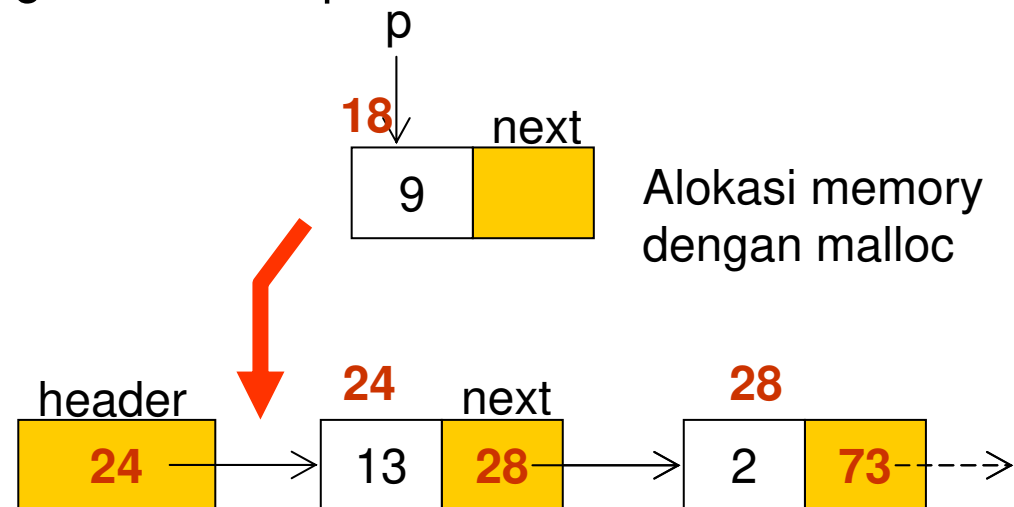 p
18
next
9
Alokasi memory
dengan malloc
header
24
next
28
24
13
28
2
73